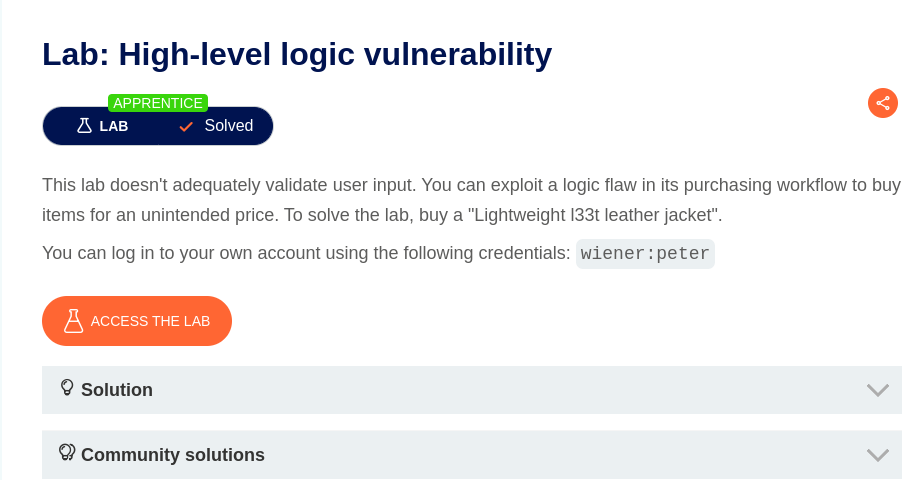 Lab: High-level logic vulnerability
APPRENTICE
LAB Solved
This lab doesn't adequately validate user input. You can exploit a logic flaw in its purchasing workflow to buy
items for an unintended price. To solve the lab, buy a "Lightweight l33t leather jacket".
You can log in to your own account using the following credentials: wiener:peter
ACCESS THE LAB
Solution
Community solutions